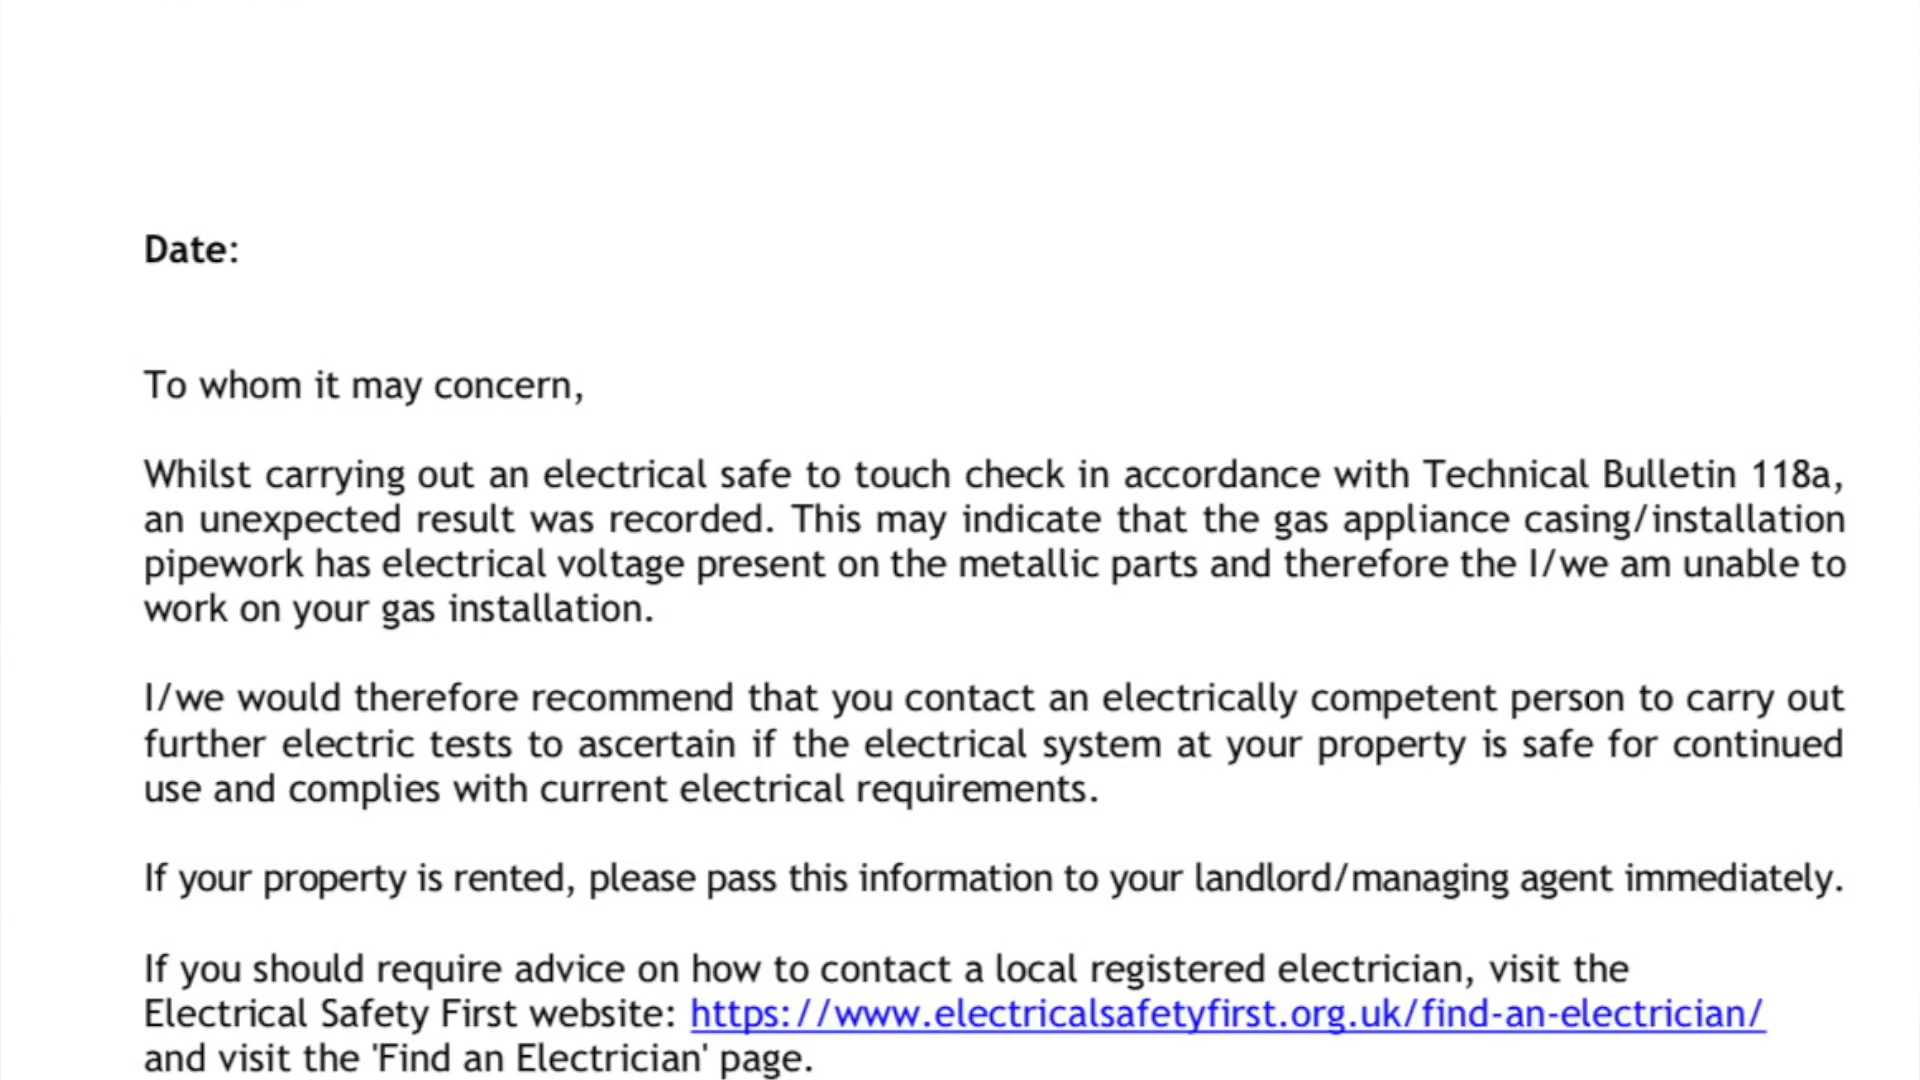 Date:
To whom it may concern,
Whilst carrying out an electrical safe to touch check in accordance with Technical Bulletin 118a,
an unexpected result was recorded. This may indicate that the gas appliance casing/installation
pipework has electrical voltage present on the metallic parts and therefore the I/we am unable to
work on your gas installation.
I/we would therefore recommend that you contact an electrically competent person to carry out
further electric tests to ascertain if the electrical system at your property is safe for continued
use and complies with current electrical requirements.
If your property is rented, please pass this information to your landlord/managing agent immediately.
If you should require advice on how to contact a local registered electrician, visit the
Electrical Safety First website: https://www.electricalsafetyfirst.org.uk/find-an-electrician/
and visit the 'Find an Electrician' page.